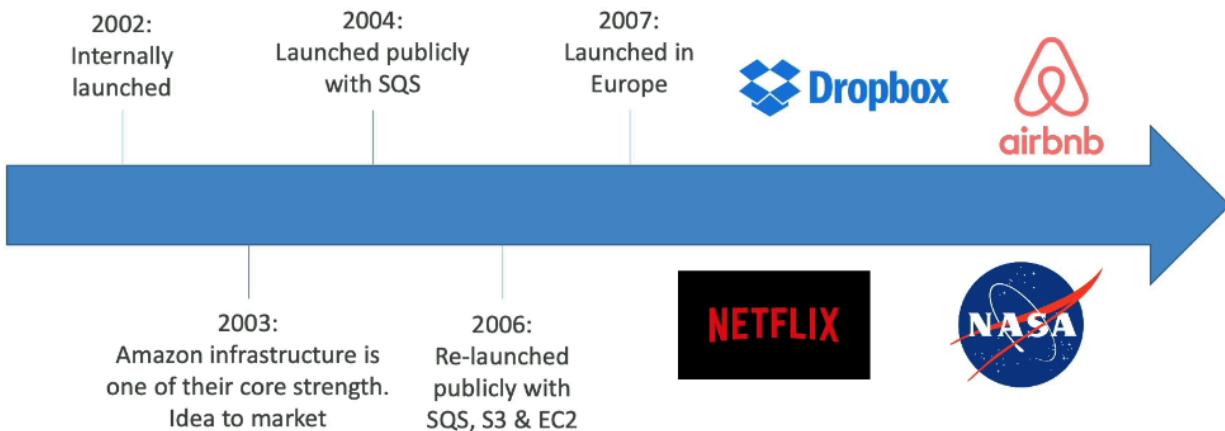 2002:
Internally
launched
2004:
Launched publicly
with SQS
2007:
Launched in
Europe
Dropbox
airbnb
2003:
Amazon infrastructure is
one of their core strength.
Idea to market
2006:
Re-launched
publicly with
SQS, S3 & EC2
NETFLIX
NASA